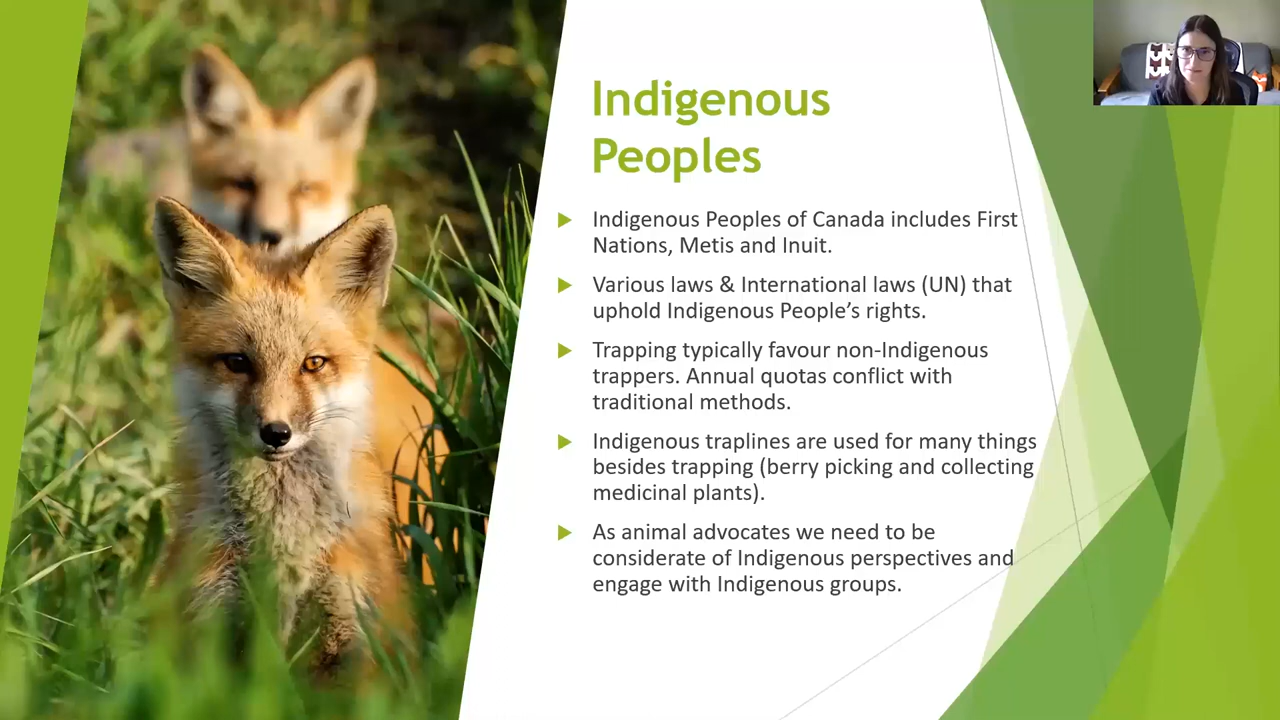 Indigenous
Peoples
Indigenous Peoples of Canada includes First
Nations, Metis and Inuit.
Various laws & International laws (UN) that
uphold Indigenous People’s rights.
Trapping typically favour non-Indigenous
trappers. Annual quotas conflict with
traditional methods.
Indigenous traplines are used for many things
besides trapping (berry picking and collecting
medicinal plants).
As animal advocates we need to be
considerate of Indigenous perspectives and
engage with Indigenous groups.